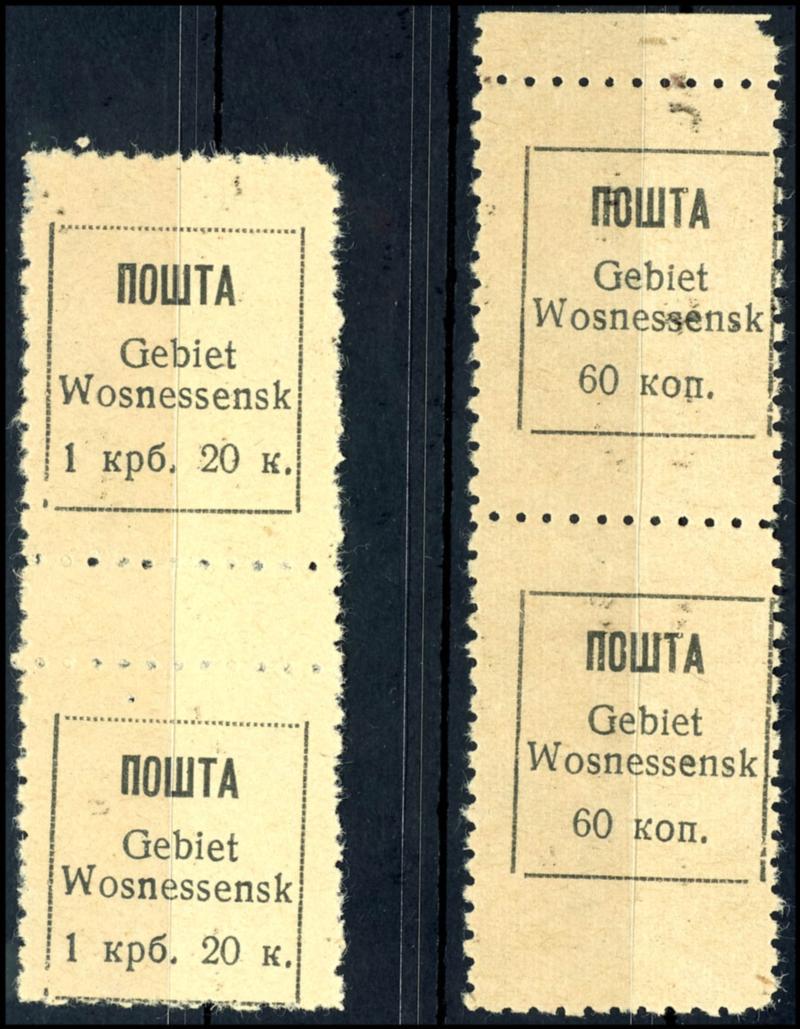 ПОШТА
Gebiet
Wosnessensk
1 крб. 20 к.
ПОШТА
Gebiet
Wosnessensk
1 крб. 20 к.
ПОШТА
Gebiet
Wosnessensk
60 коп.
ПОШТА
Gebiet
Wosnessensk
60 коп.